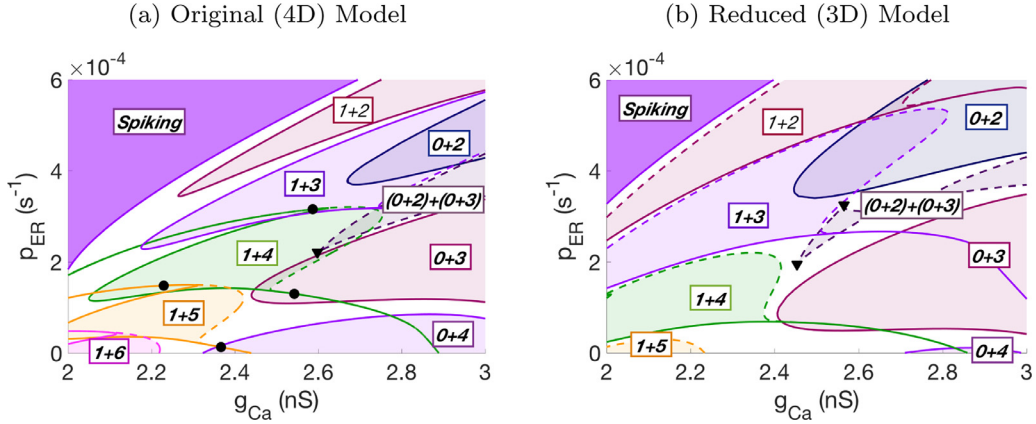 (a) Original (4D) Model
×10⁻⁴
6
4
2
0
p_ER (s⁻¹)
Spiking
1+2
0+2
1+3
(0+2)+(0+3)
1+4
0+3
1+5
1+6
0+4
2 2.2 2.4 2.6 2.8 3
g_Ca (nS)
(b) Reduced (3D) Model
×10⁻⁴
6
4
2
0
p_ER (s⁻¹)
Spiking
1+2
0+2
1+3
(0+2)+(0+3)
0+3
1+4
1+5
0+4
2 2.2 2.4 2.6 2.8 3
g_Ca (nS)